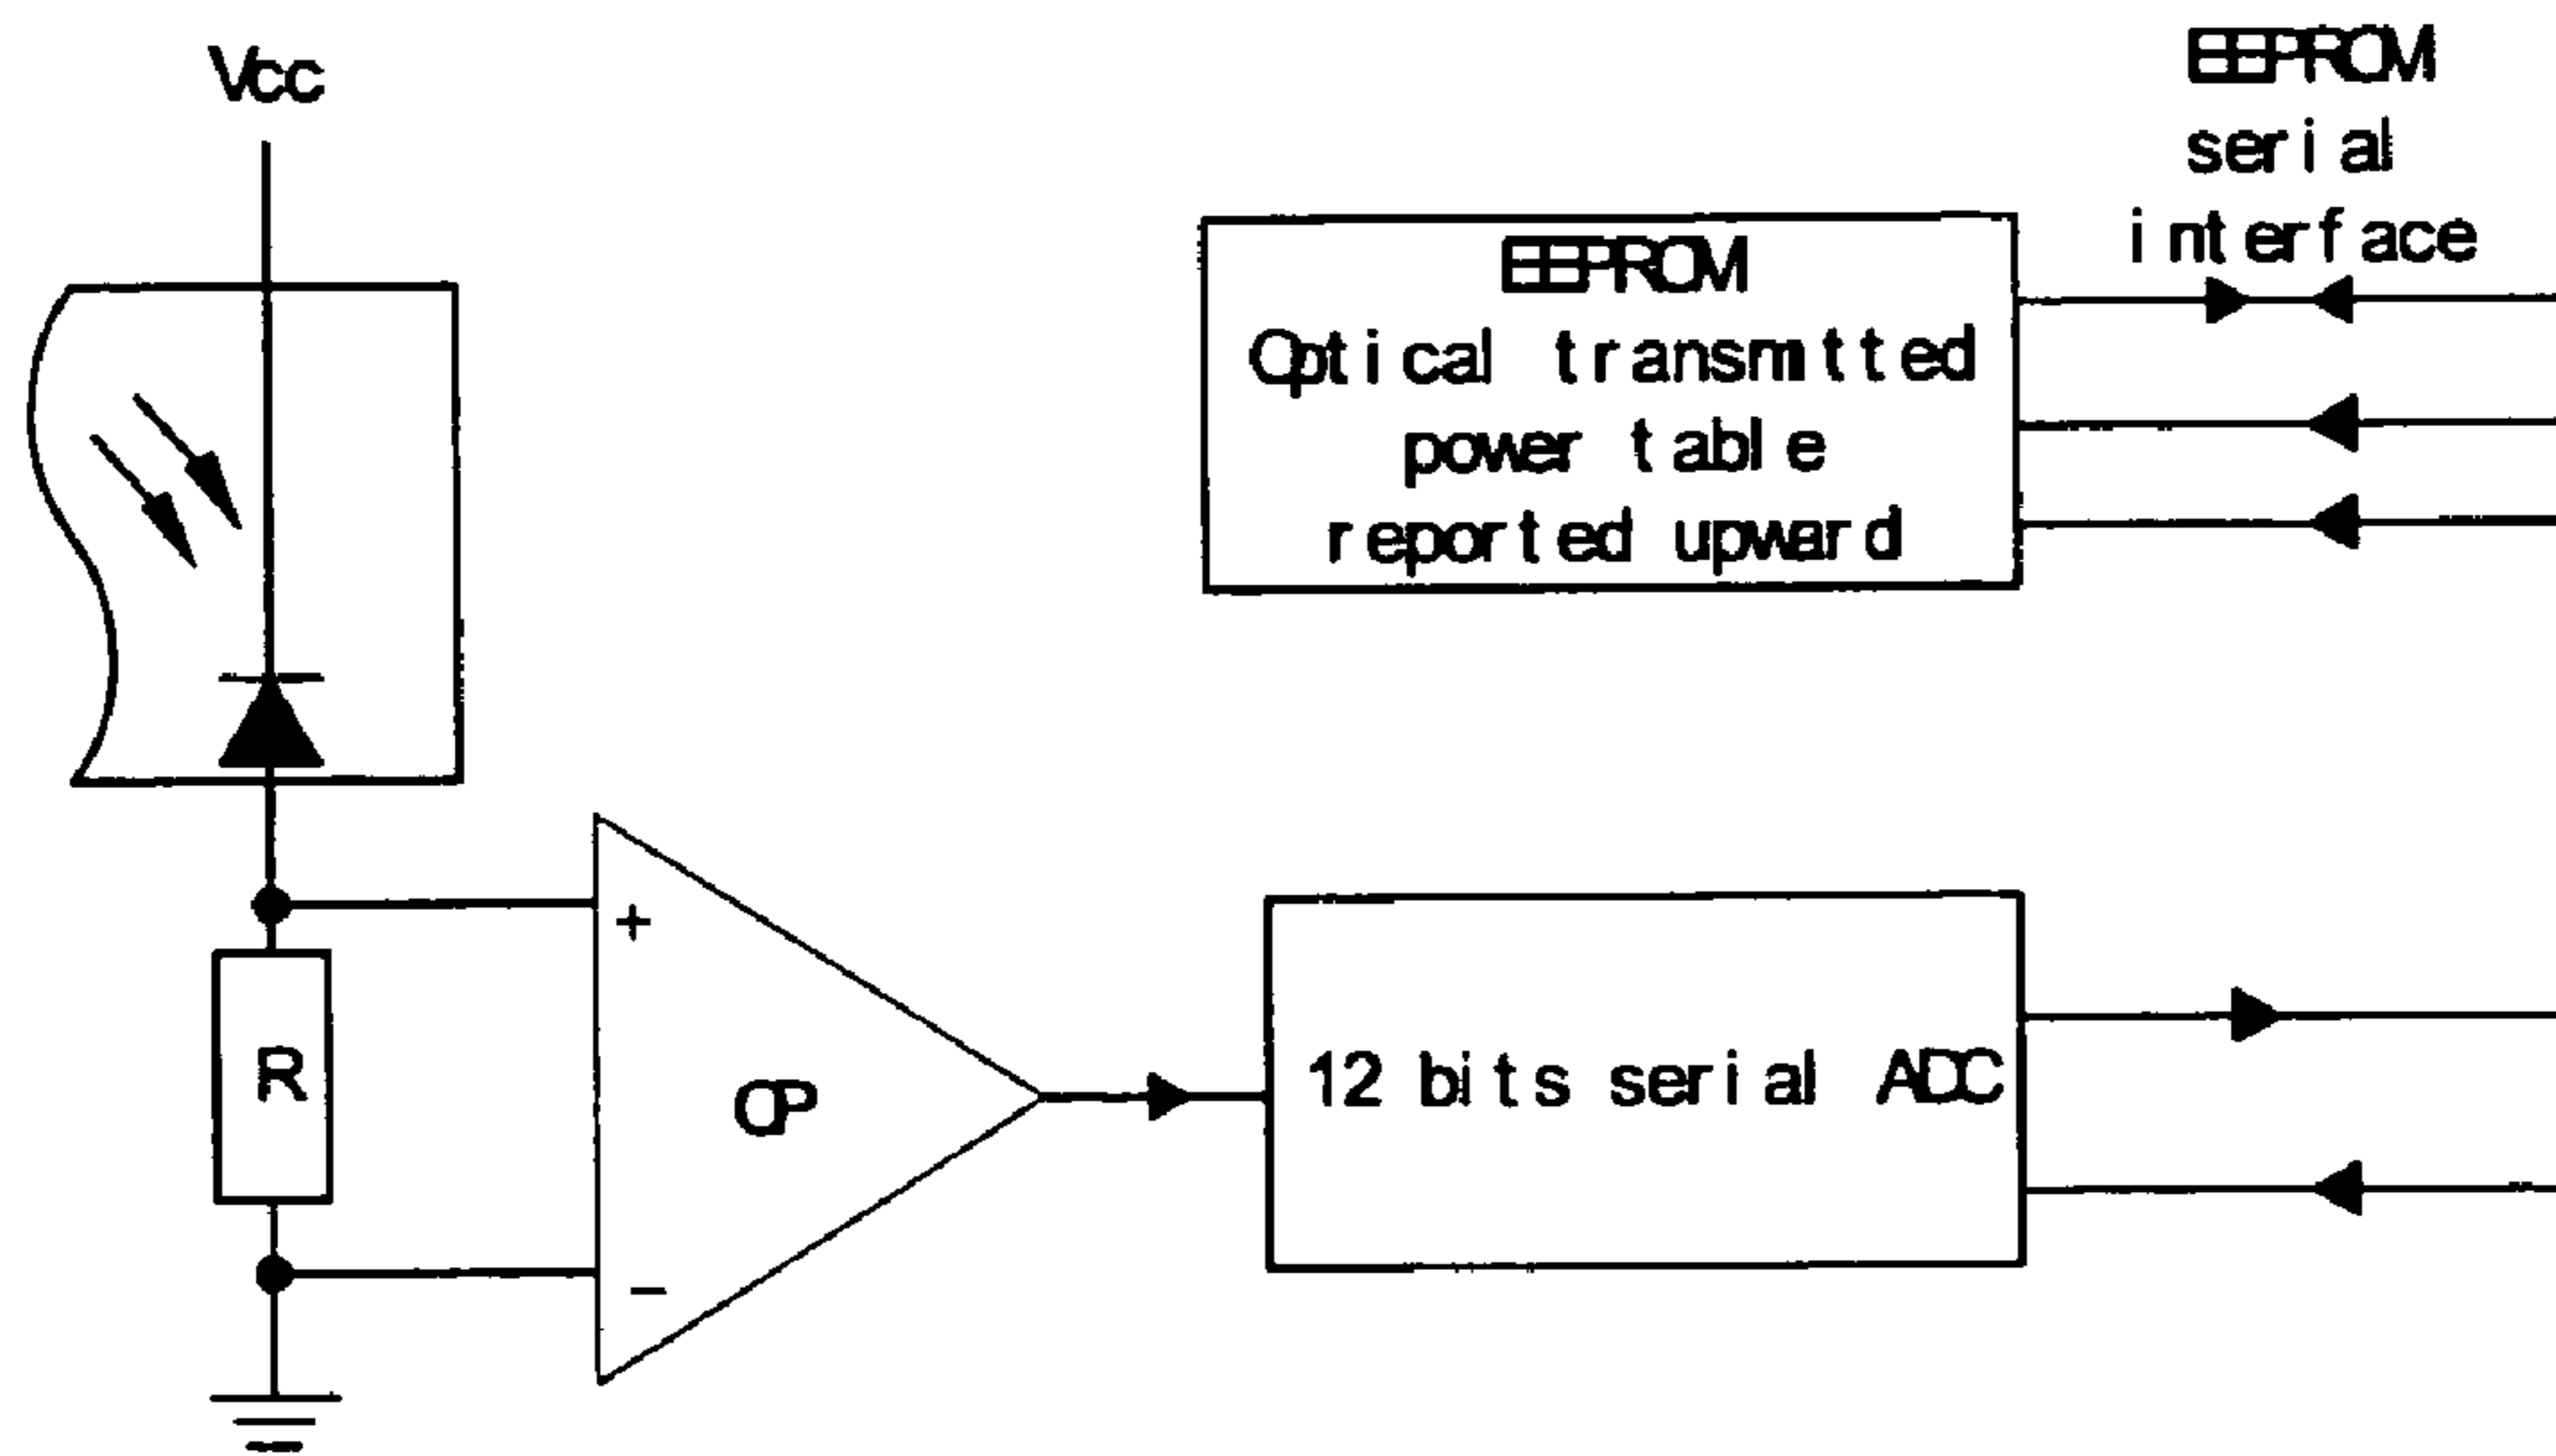 Vcc
EEPROM
serial
interface
EEPROM
Optical transmitted
power table
reported upward
+
R
OP
12 bits serial ADC
−